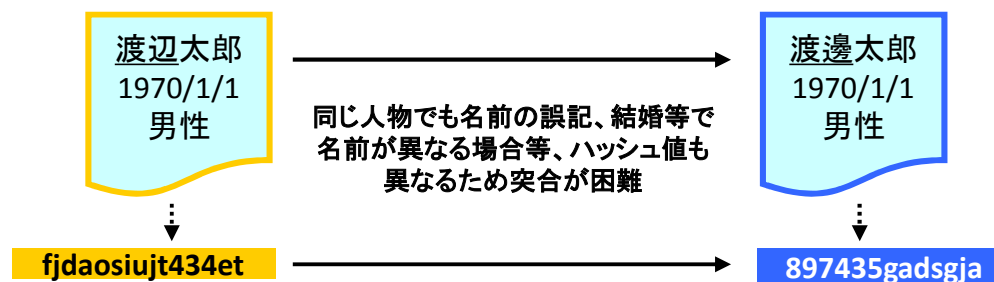 渡辺太郎
1970/1/1
男性
同じ人物でも名前の誤記、結婚等で
名前が異なる場合等、ハッシュ値も
異なるため突合が困難
渡邊太郎
1970/1/1
男性
fjdaosiujt434et
897435gadsgja